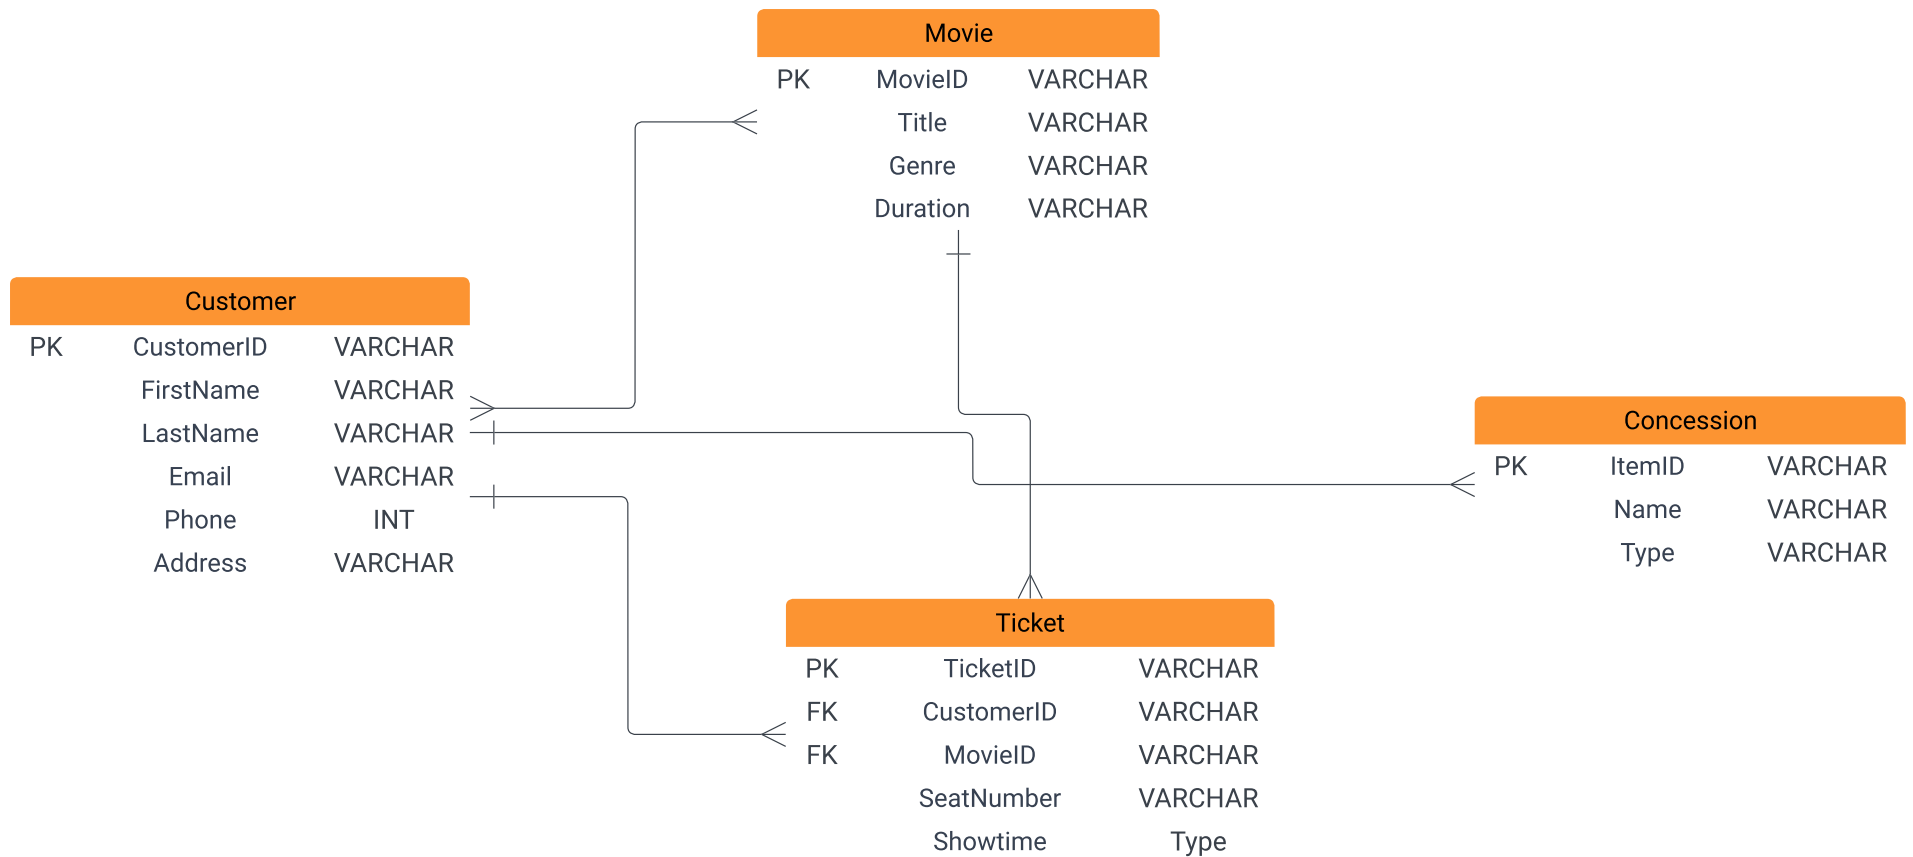 Movie
PK MovieID VARCHAR
Title VARCHAR
Genre VARCHAR
Duration VARCHAR
Customer
PK CustomerID VARCHAR
FirstName VARCHAR
LastName VARCHAR
Email VARCHAR
Phone INT
Address VARCHAR
Concession
PK ItemID VARCHAR
Name VARCHAR
Type VARCHAR
Ticket
PK TicketID VARCHAR
FK CustomerID VARCHAR
FK MovieID VARCHAR
SeatNumber VARCHAR
Showtime Type